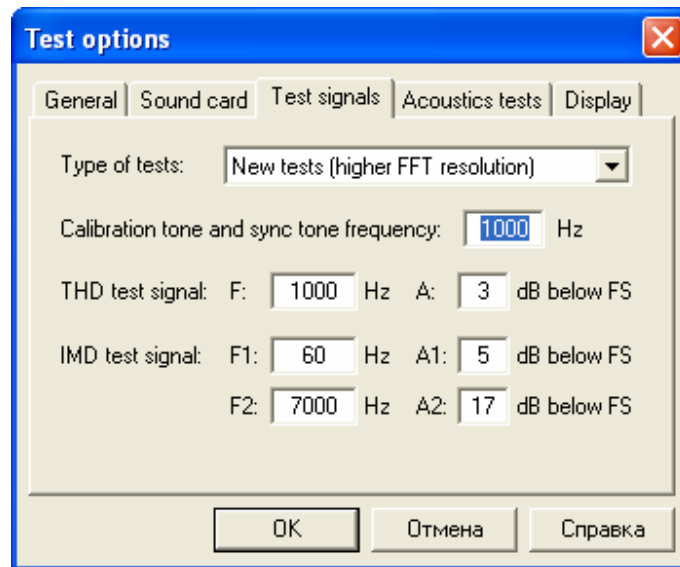 Test options
General Sound card Test signals Acoustics tests Display
Type of tests: New tests (higher FFT resolution)
Calibration tone and sync tone frequency: 1000 Hz
THD test signal: F: 1000 Hz A: 3 dB below FS
IMD test signal: F1: 60 Hz A1: 5 dB below FS
F2: 7000 Hz A2: 17 dB below FS
OK Отмена Справка